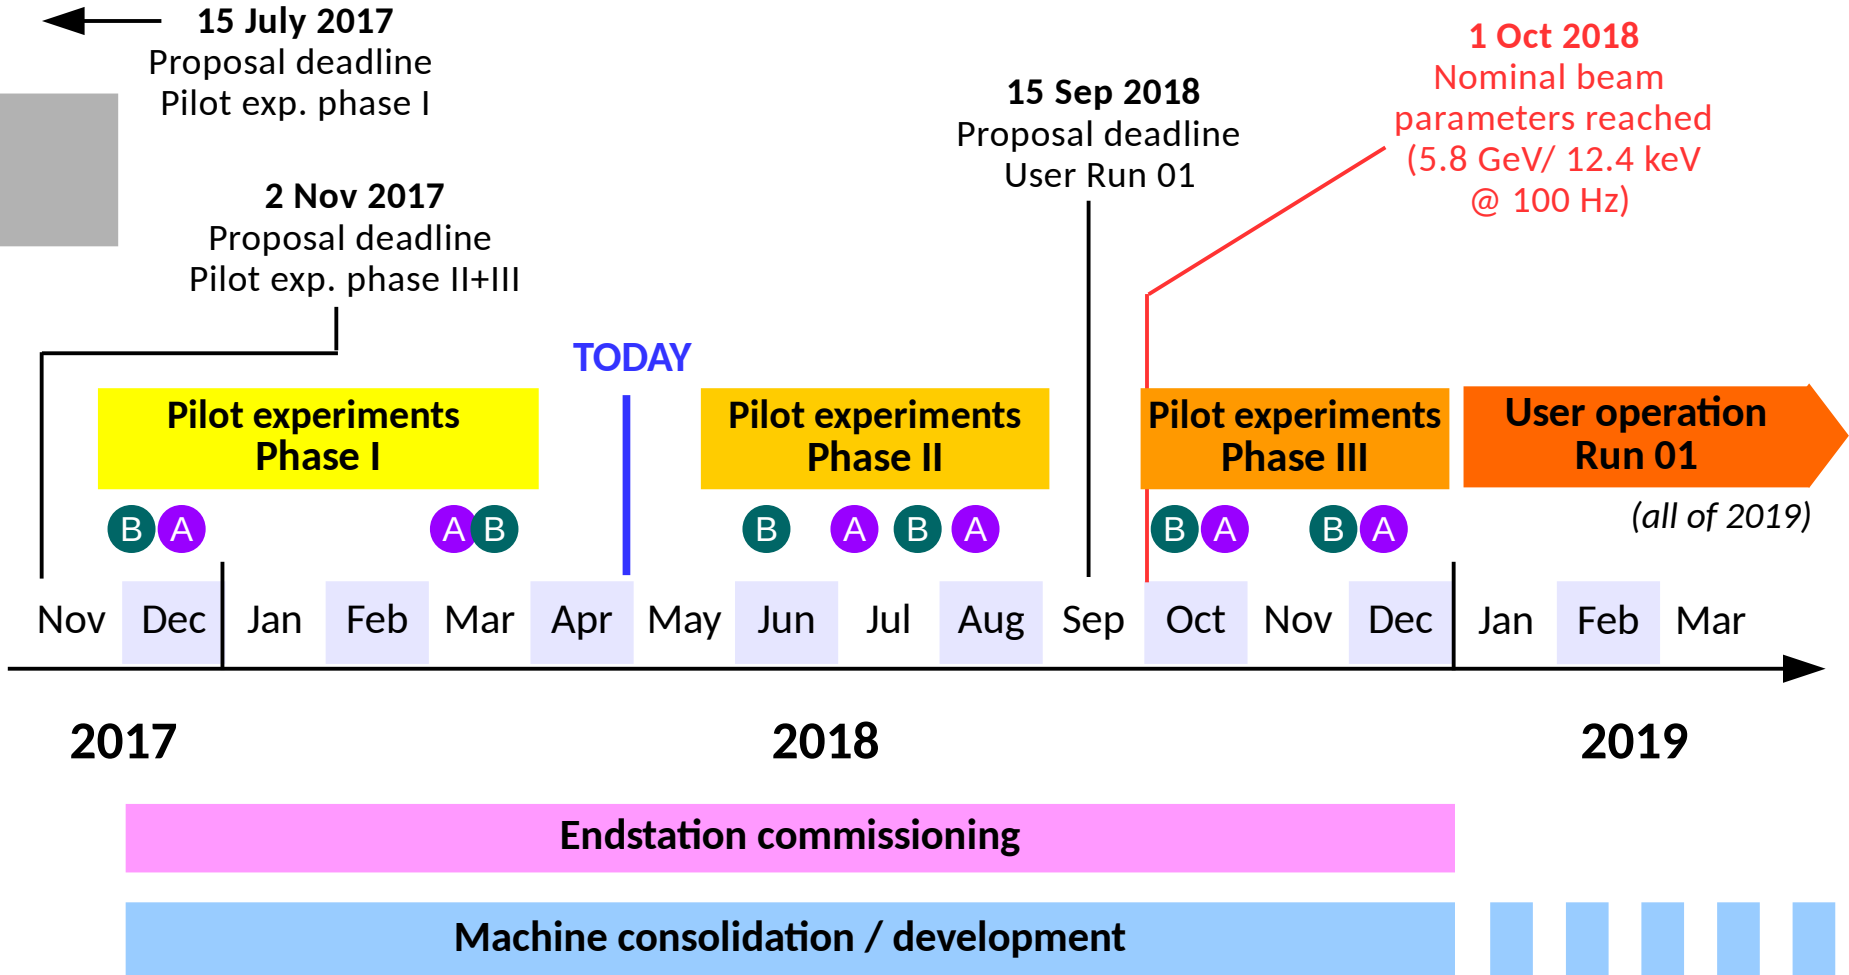 15 July 2017
Proposal deadline
Pilot exp. phase I
2 Nov 2017
Proposal deadline
Pilot exp. phase II+III
15 Sep 2018
Proposal deadline
User Run 01
1 Oct 2018
Nominal beam
parameters reached
(5.8 GeV/ 12.4 keV
@ 100 Hz)
TODAY
Pilot experiments
Phase I
Pilot experiments
Phase II
Pilot experiments
Phase III
User operation
Run 01
(all of 2019)
B A A B B A B A B A B A
Nov Dec Jan Feb Mar Apr May Jun Jul Aug Sep Oct Nov Dec Jan Feb Mar
2017 2018 2019
Endstation commissioning
Machine consolidation / development